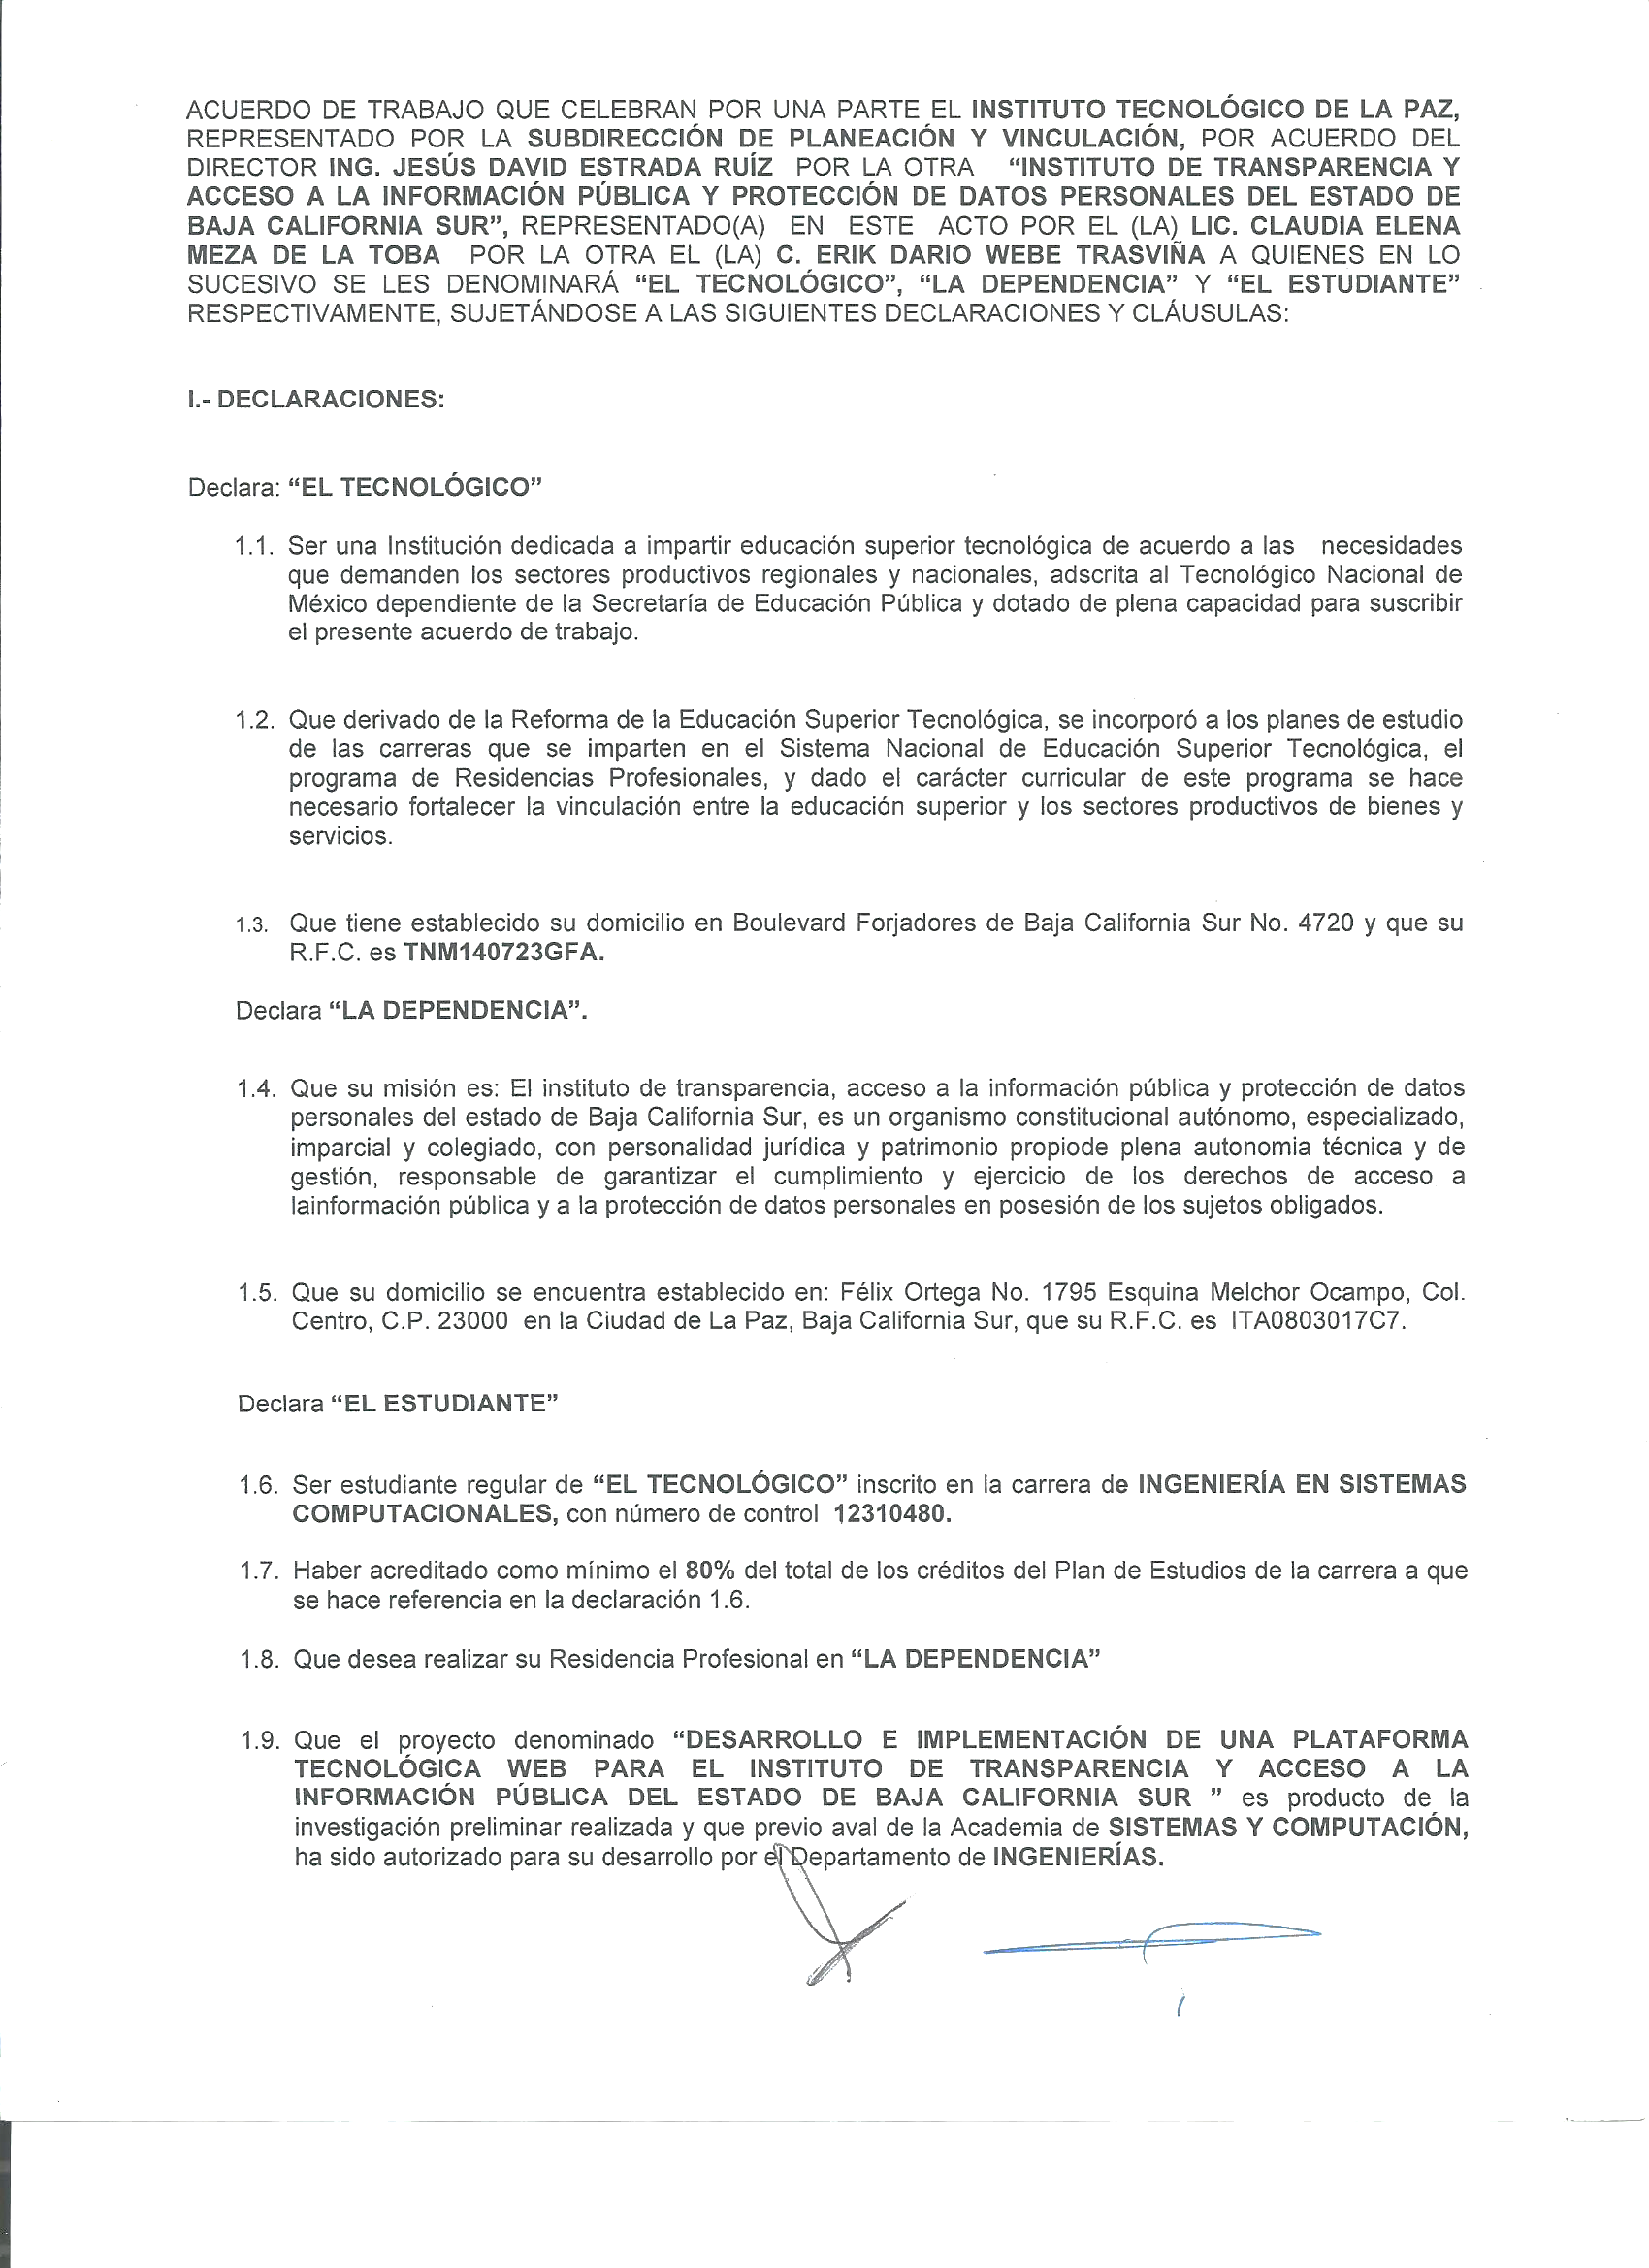 ACUERDO DE TRABAJO QUE CELEBRAN POR UNA PARTE EL INSTITUTO TECNOLÓGICO DE LA PAZ,
REPRESENTADO POR LA SUBDIRECCIÓN DE PLANEACIÓN Y VINCULACIÓN, POR ACUERDO DEL
DIRECTOR ING. JESÚS DAVID ESTRADA RUÍZ POR LA OTRA “INSTITUTO DE TRANSPARENCIA Y
ACCESO A LA INFORMACIÓN PÚBLICA Y PROTECCIÓN DE DATOS PERSONALES DEL ESTADO DE
BAJA CALIFORNIA SUR”, REPRESENTADO(A) EN ESTE ACTO POR EL (LA) LIC. CLAUDIA ELENA
MEZA DE LA TOBA POR LA OTRA EL (LA) C. ERIK DARIO WEBE TRASVIÑA A QUIENES EN LO
SUCESIVO SE LES DENOMINARÁ “EL TECNOLÓGICO”, “LA DEPENDENCIA” Y “EL ESTUDIANTE”
RESPECTIVAMENTE, SUJETÁNDOSE A LAS SIGUIENTES DECLARACIONES Y CLÁUSULAS:
I.- DECLARACIONES:
Declara: “EL TECNOLÓGICO”
1.1. Ser una Institución dedicada a impartir educación superior tecnológica de acuerdo a las necesidades
que demanden los sectores productivos regionales y nacionales, adscrita al Tecnológico Nacional de
México dependiente de la Secretaría de Educación Pública y dotado de plena capacidad para suscribir
el presente acuerdo de trabajo.
1.2. Que derivado de la Reforma de la Educación Superior Tecnológica, se incorporó a los planes de estudio
de las carreras que se imparten en el Sistema Nacional de Educación Superior Tecnológica, el
programa de Residencias Profesionales, y dado el carácter curricular de este programa se hace
necesario fortalecer la vinculación entre la educación superior y los sectores productivos de bienes y
servicios.
1.3. Que tiene establecido su domicilio en Boulevard Forjadores de Baja California Sur No. 4720 y que su
R.F.C. es TNM140723GFA.
Declara “LA DEPENDENCIA”.
1.4. Que su misión es: El instituto de transparencia, acceso a la información pública y protección de datos
personales del estado de Baja California Sur, es un organismo constitucional autónomo, especializado,
imparcial y colegiado, con personalidad jurídica y patrimonio propiode plena autonomia técnica y de
gestión, responsable de garantizar el cumplimiento y ejercicio de los derechos de acceso a
lainformación pública y a la protección de datos personales en posesión de los sujetos obligados.
1.5. Que su domicilio se encuentra establecido en: Félix Ortega No. 1795 Esquina Melchor Ocampo, Col.
Centro, C.P. 23000 en la Ciudad de La Paz, Baja California Sur, que su R.F.C. es ITA0803017C7.
Declara “EL ESTUDIANTE”
1.6. Ser estudiante regular de “EL TECNOLÓGICO” inscrito en la carrera de INGENIERÍA EN SISTEMAS
COMPUTACIONALES, con número de control 12310480.
1.7. Haber acreditado como mínimo el 80% del total de los créditos del Plan de Estudios de la carrera a que
se hace referencia en la declaración 1.6.
1.8. Que desea realizar su Residencia Profesional en “LA DEPENDENCIA”
1.9. Que el proyecto denominado “DESARROLLO E IMPLEMENTACIÓN DE UNA PLATAFORMA
TECNOLÓGICA WEB PARA EL INSTITUTO DE TRANSPARENCIA Y ACCESO A LA
INFORMACIÓN PÚBLICA DEL ESTADO DE BAJA CALIFORNIA SUR ” es producto de la
investigación preliminar realizada y que previo aval de la Academia de SISTEMAS Y COMPUTACIÓN,
ha sido autorizado para su desarrollo por el Departamento de INGENIERÍAS.